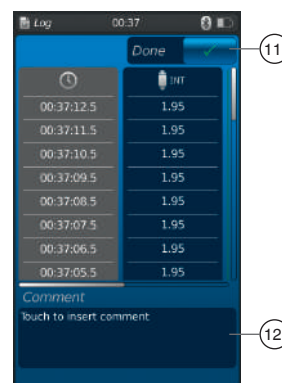 Log 00:37
Done 11
INT
00:37:12.5 1.95
00:37:11.5 1.95
00:37:10.5 1.95
00:37:09.5 1.95
00:37:08.5 1.95
00:37:07.5 1.95
00:37:06.5 1.95
00:37:05.5 1.95
Comment
Touch to insert comment
12